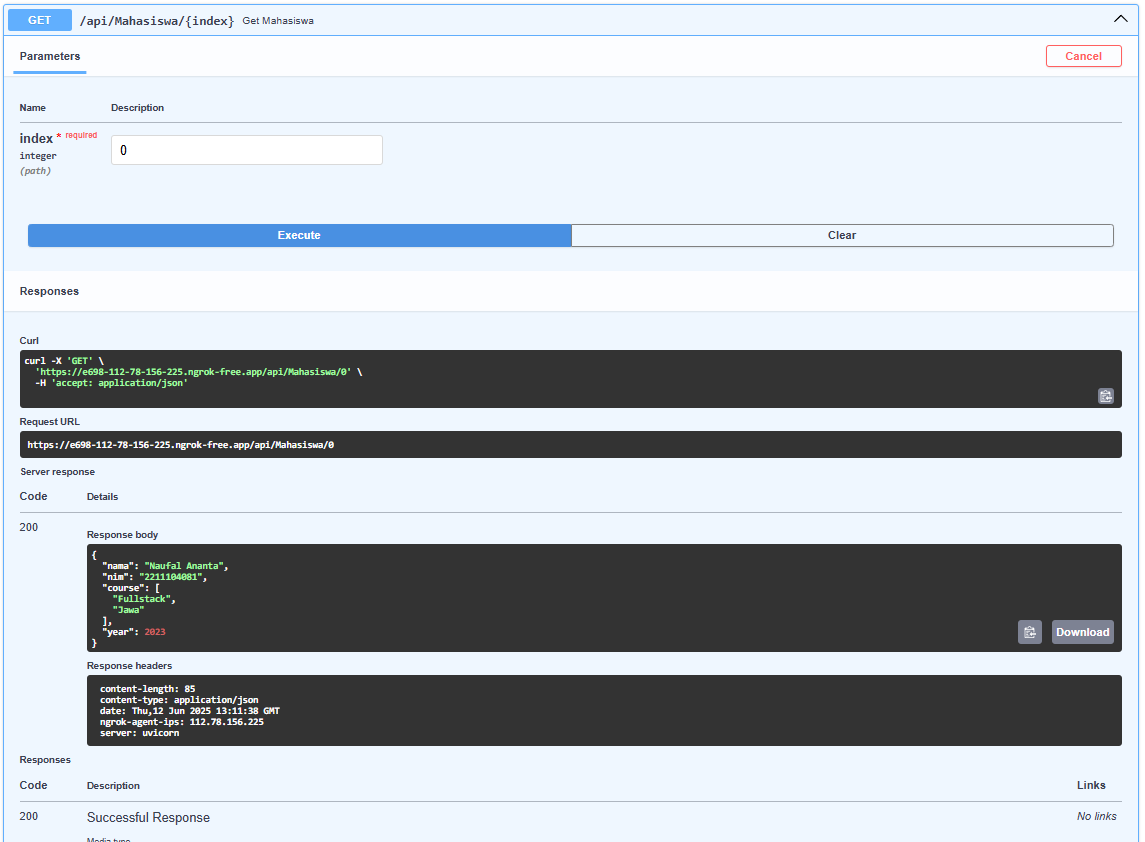 GET /api/Mahasiswa/{index} Get Mahasiswa
Parameters
Cancel
Name Description
index * required
integer
(path)
0
Execute
Clear
Responses
Curl
curl -X 'GET' \
'https://e698-112-78-156-225.ngrok-free.app/api/Mahasiswa/0' \
-H 'accept: application/json'
Request URL
https://e698-112-78-156-225.ngrok-free.app/api/Mahasiswa/0
Server response
Code Details
200
Response body
{
"nama": "Naufal Ananta",
"nim": "2211104081",
"course": [
"Fullstack",
"Jawa"
],
"year": 2023
}
Download
Response headers
content-length: 85
content-type: application/json
date: Thu,12 Jun 2025 13:11:38 GMT
ngrok-agent-ips: 112.78.156.225
server: uvicorn
Responses
Code Description Links
200 Successful Response No links
Media type